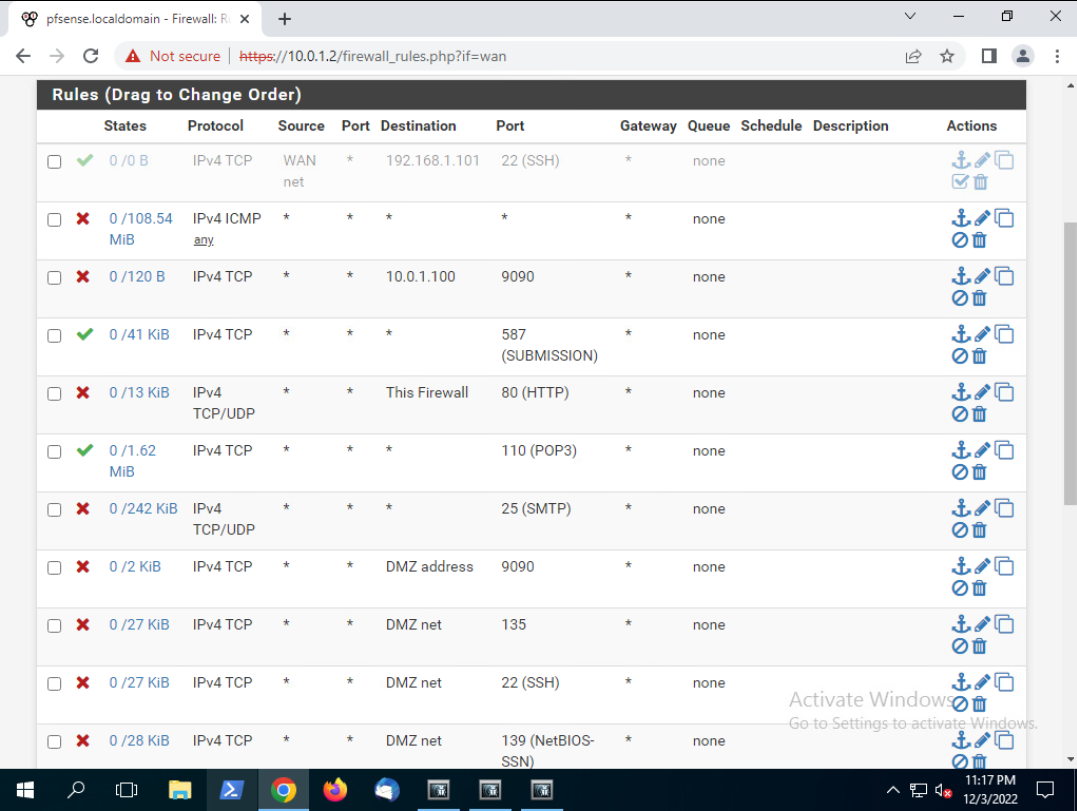 pfsense.localdomain - Firewall: R
Not secure https://10.0.1.2/firewall_rules.php?if=wan
Rules (Drag to Change Order)
States Protocol Source Port Destination Port Gateway Queue Schedule Description Actions
0 /0 B IPv4 TCP WAN * 192.168.1.101 22 (SSH) * none
net
0 /108.54 IPv4 ICMP * * * * * none
MiB any
0 /120 B IPv4 TCP * * 10.0.1.100 9090 * none
0 /41 KiB IPv4 TCP * * * 587 * none
(SUBMISSION)
0 /13 KiB IPv4 * * This Firewall 80 (HTTP) * none
TCP/UDP
0 /1.62 IPv4 TCP * * * 110 (POP3) * none
MiB
0 /242 KiB IPv4 * * * 25 (SMTP) * none
TCP/UDP
0 /2 KiB IPv4 TCP * * DMZ address 9090 * none
0 /27 KiB IPv4 TCP * * DMZ net 135 * none
0 /27 KiB IPv4 TCP * * DMZ net 22 (SSH) * none
Activate Windows
Go to Settings to activate Windows.
0 /28 KiB IPv4 TCP * * DMZ net 139 (NetBIOS- * none
SSN)
11:17 PM
12/3/2022